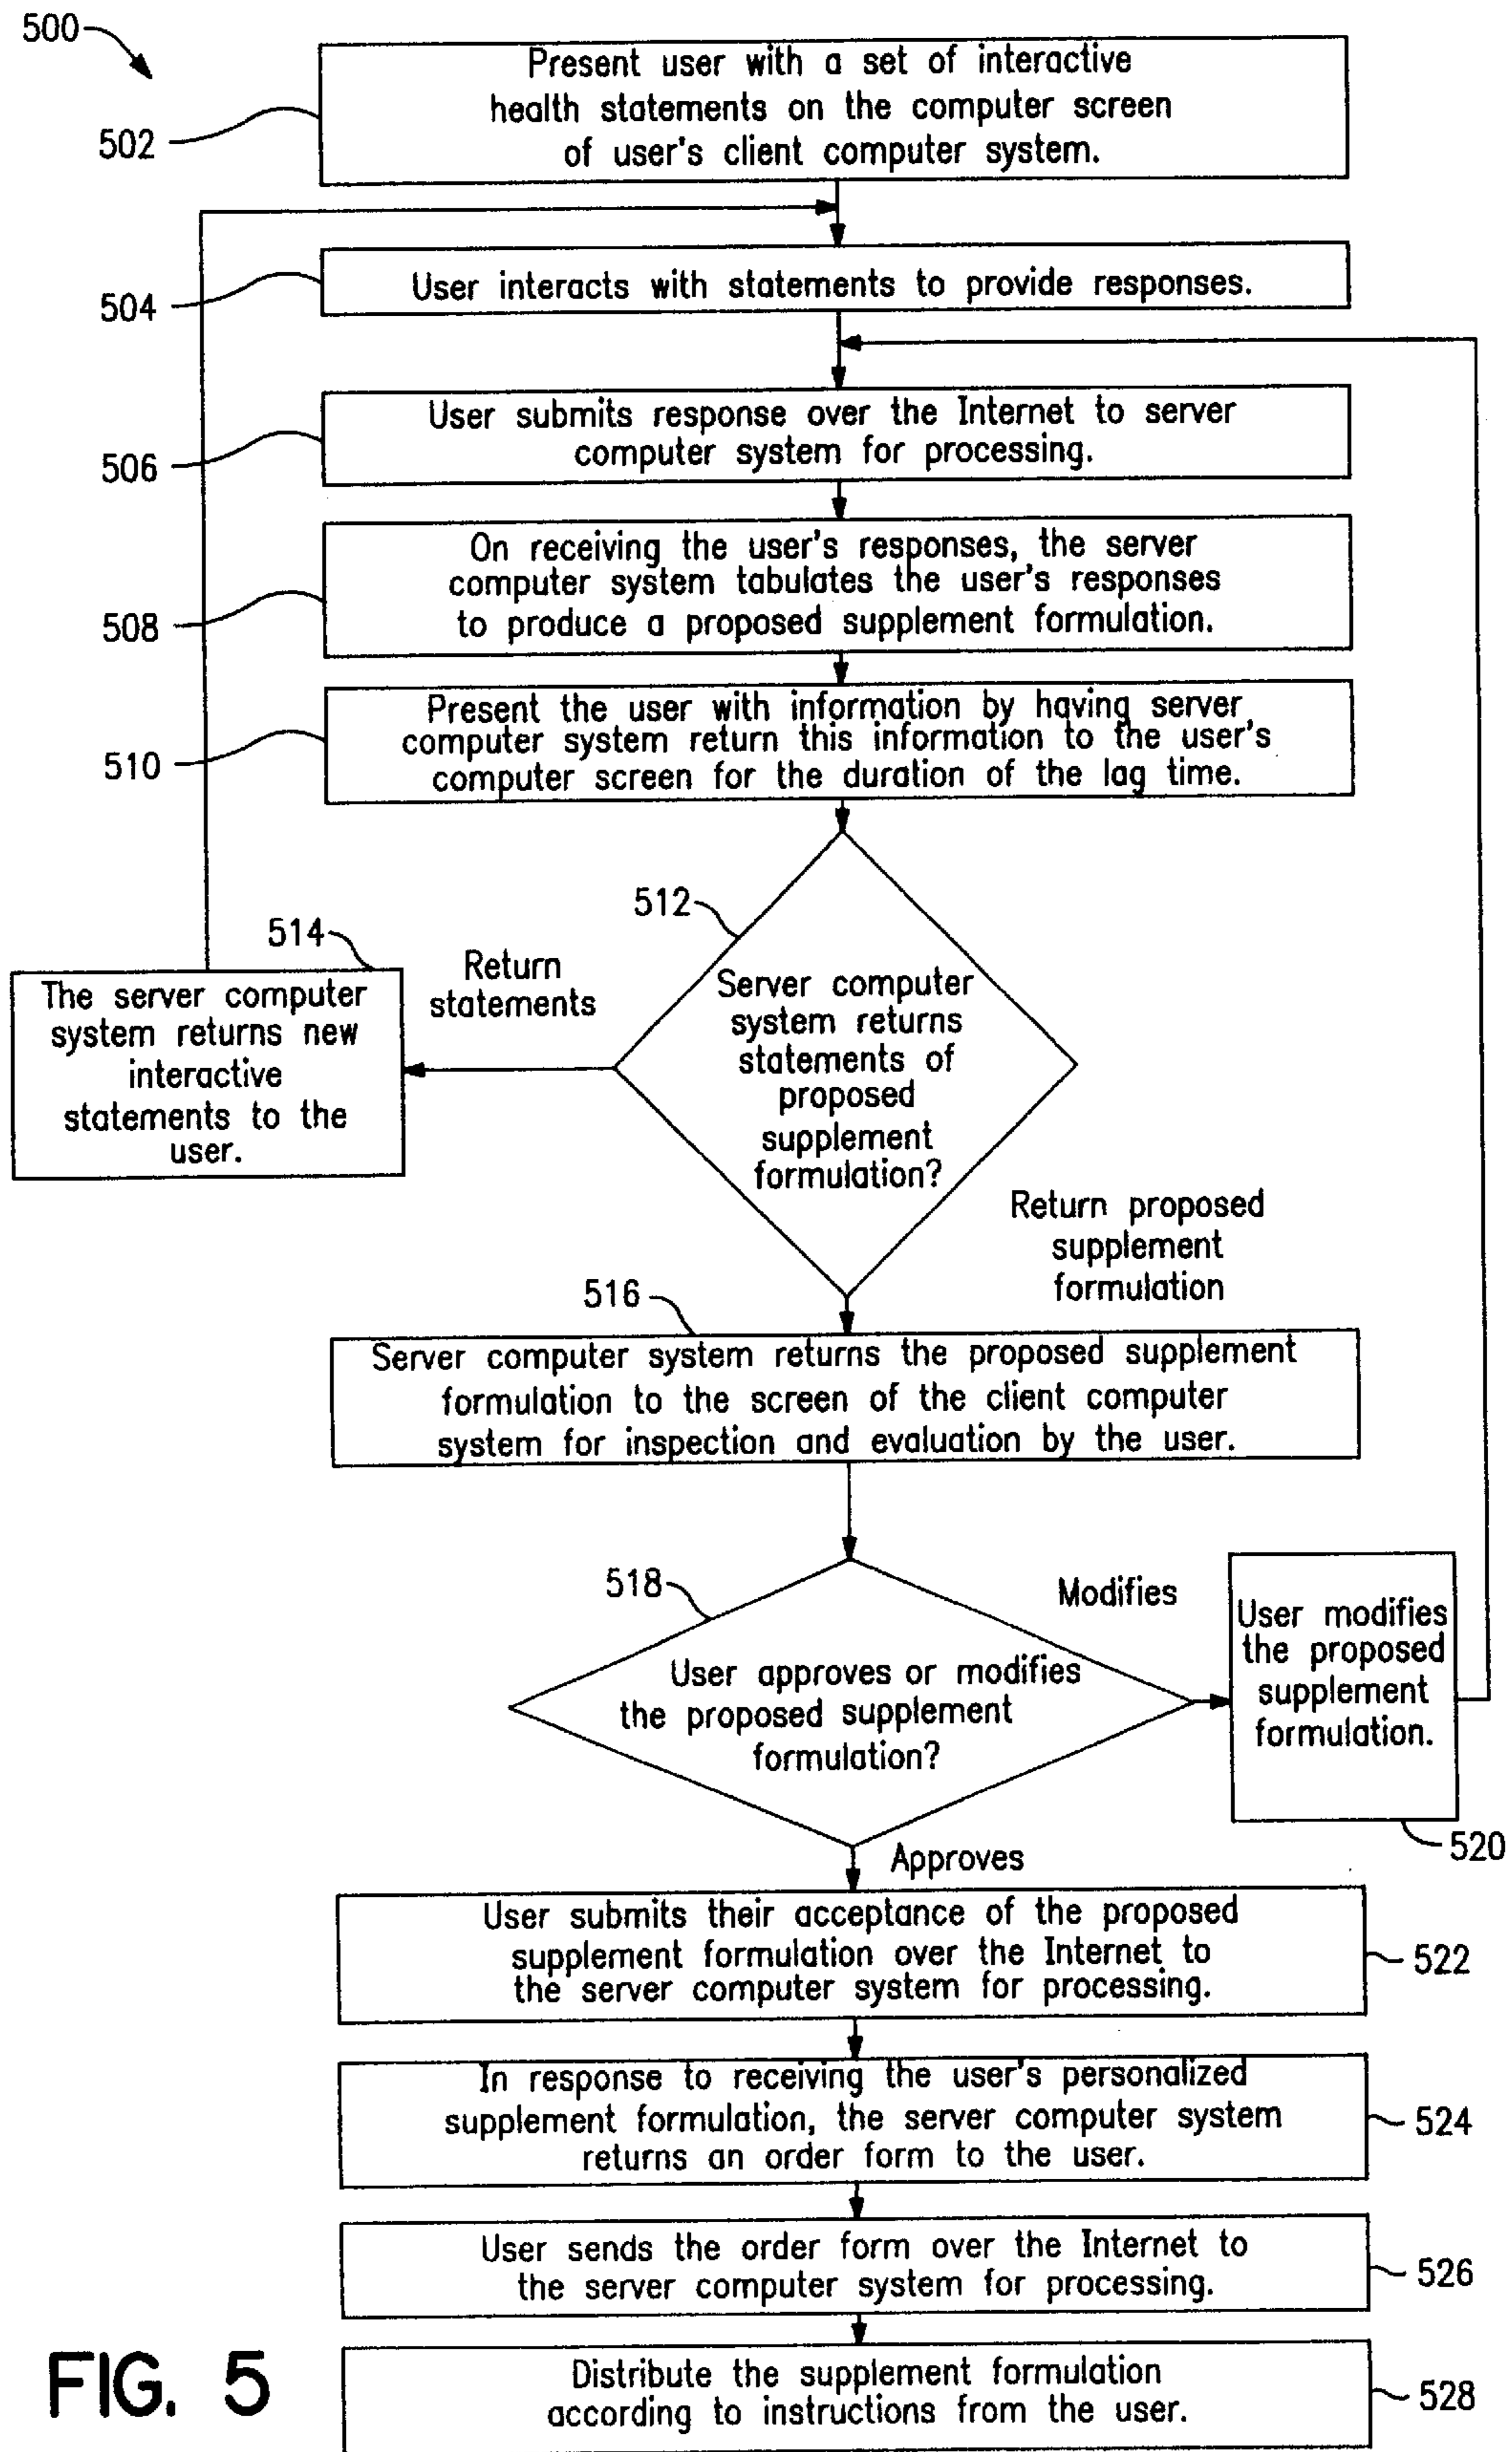 500
Present user with a set of interactive
health statements on the computer screen
of user's client computer system.
502
User interacts with statements to provide responses.
504
User submits response over the Internet to server
computer system for processing.
506
On receiving the user's responses, the server
computer system tabulates the user's responses
to produce a proposed supplement formulation.
508
Present the user with information by having server
computer system return this information to the user's
computer screen for the duration of the lag time.
510
512
Server computer
system returns
statements of
proposed
supplement
formulation?
Return
statements
514
The server computer
system returns new
interactive
statements to the
user.
Return proposed
supplement
formulation
516
Server computer system returns the proposed supplement
formulation to the screen of the client computer
system for inspection and evaluation by the user.
518
User approves or modifies
the proposed supplement
formulation?
Modifies
User modifies
the proposed
supplement
formulation.
520
Approves
User submits their acceptance of the proposed
supplement formulation over the Internet to
the server computer system for processing.
522
In response to receiving the user's personalized
supplement formulation, the server computer system
returns an order form to the user.
524
User sends the order form over the Internet to
the server computer system for processing.
526
Distribute the supplement formulation
according to instructions from the user.
528
FIG. 5